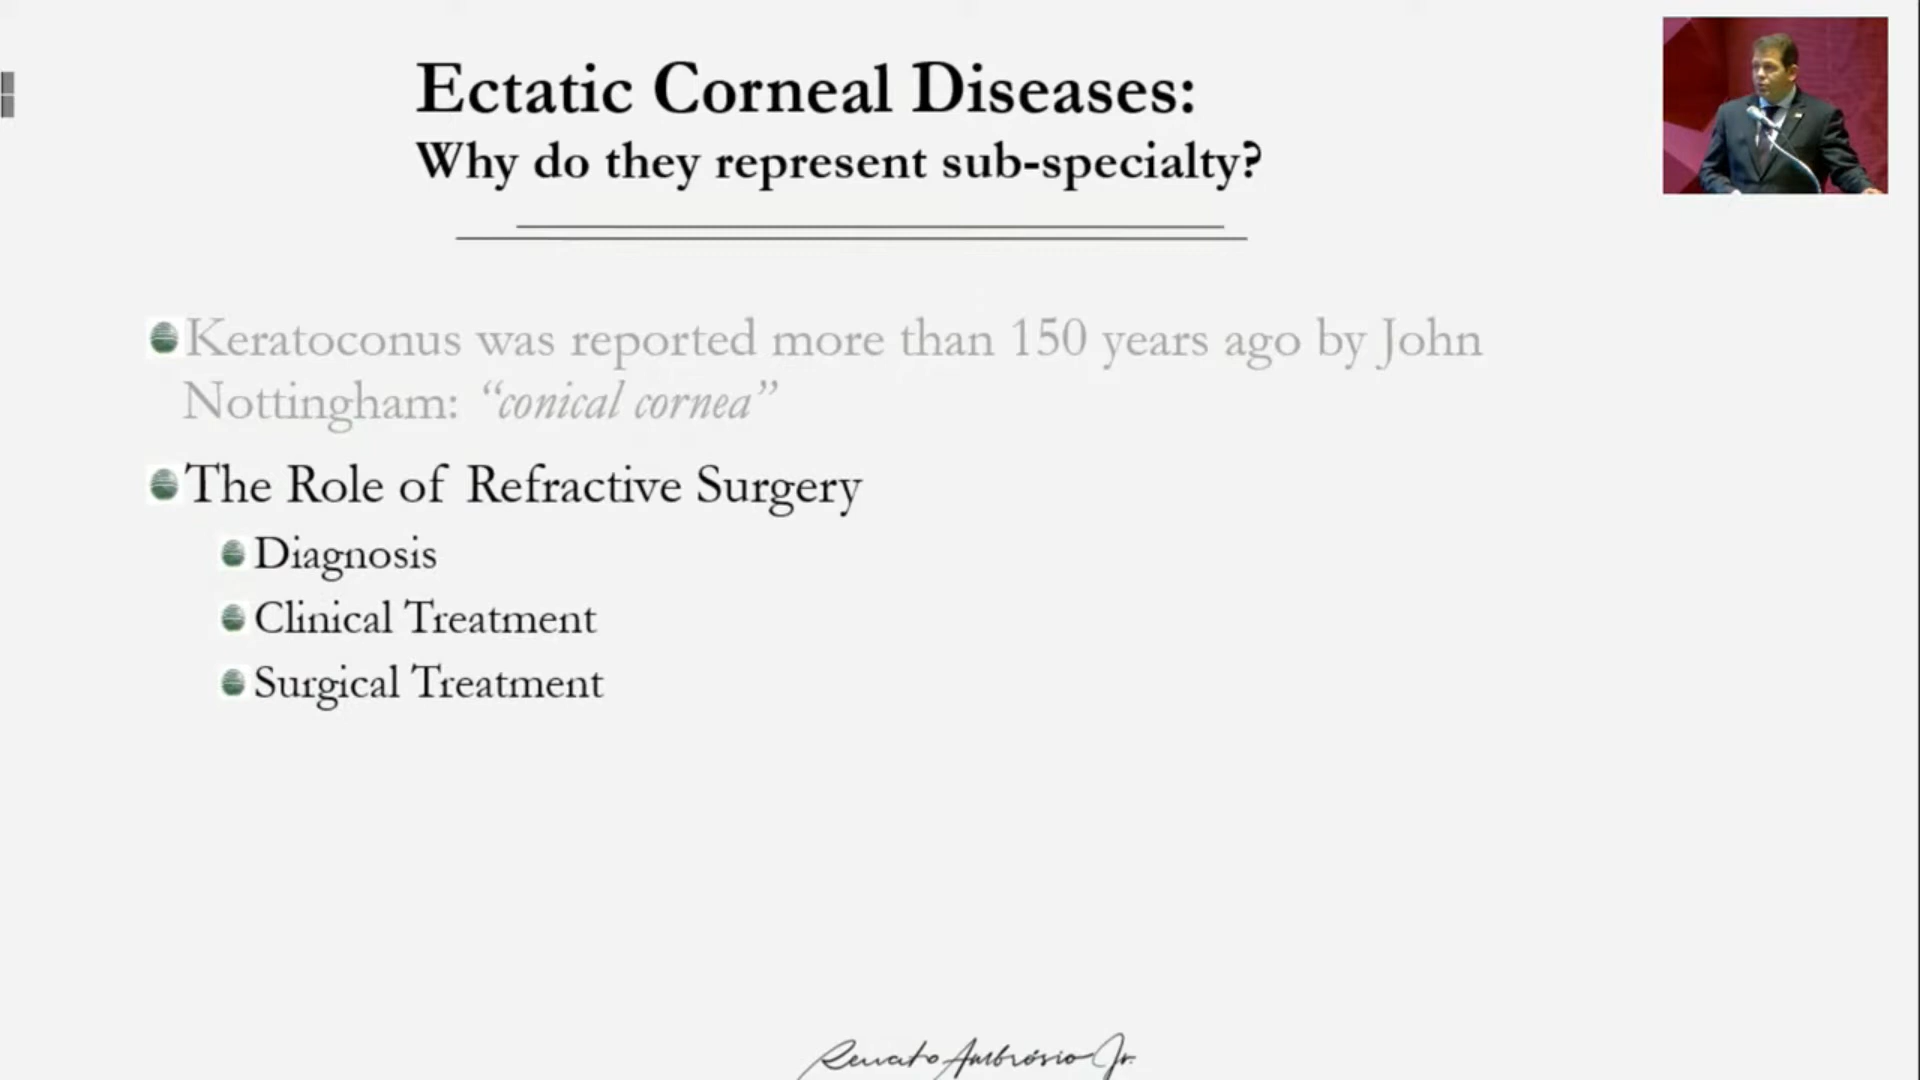 Ectatic Corneal Diseases:
Why do they represent sub-specialty?
Keratoconus was reported more than 150 years ago by John
Nottingham: “conical cornea”
The Role of Refractive Surgery
Diagnosis
Clinical Treatment
Surgical Treatment
Renato Ambrósio Jr.